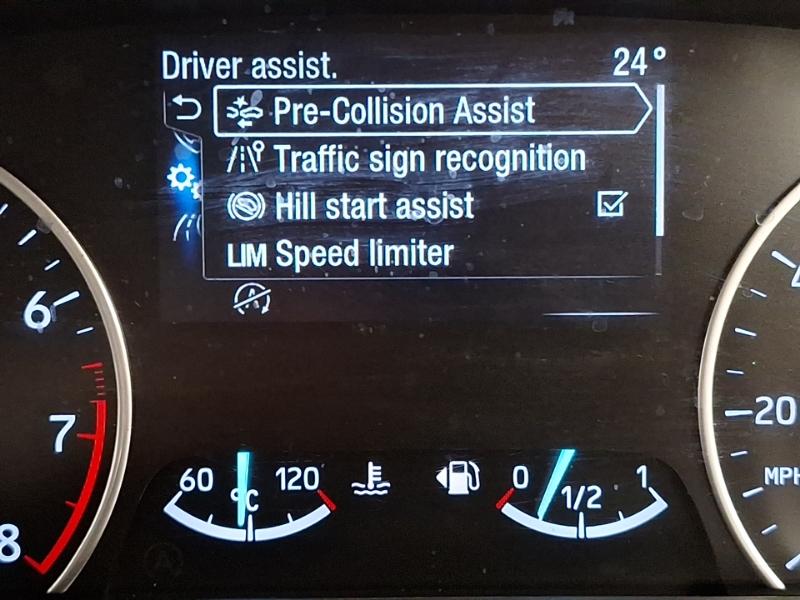 Driver assist. 24°
Pre-Collision Assist
Traffic sign recognition
Hill start assist
LIM Speed limiter
A
6
7
8
60 120
°C
0 1/2 1
20
MPH